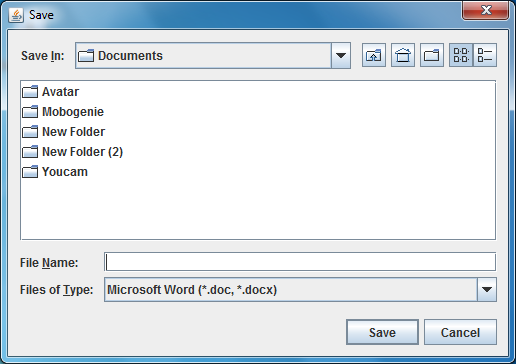 Save
Save In: Documents
Avatar
Mobogenie
New Folder
New Folder (2)
Youcam
File Name:
Files of Type: Microsoft Word (*.doc, *.docx)
Save Cancel